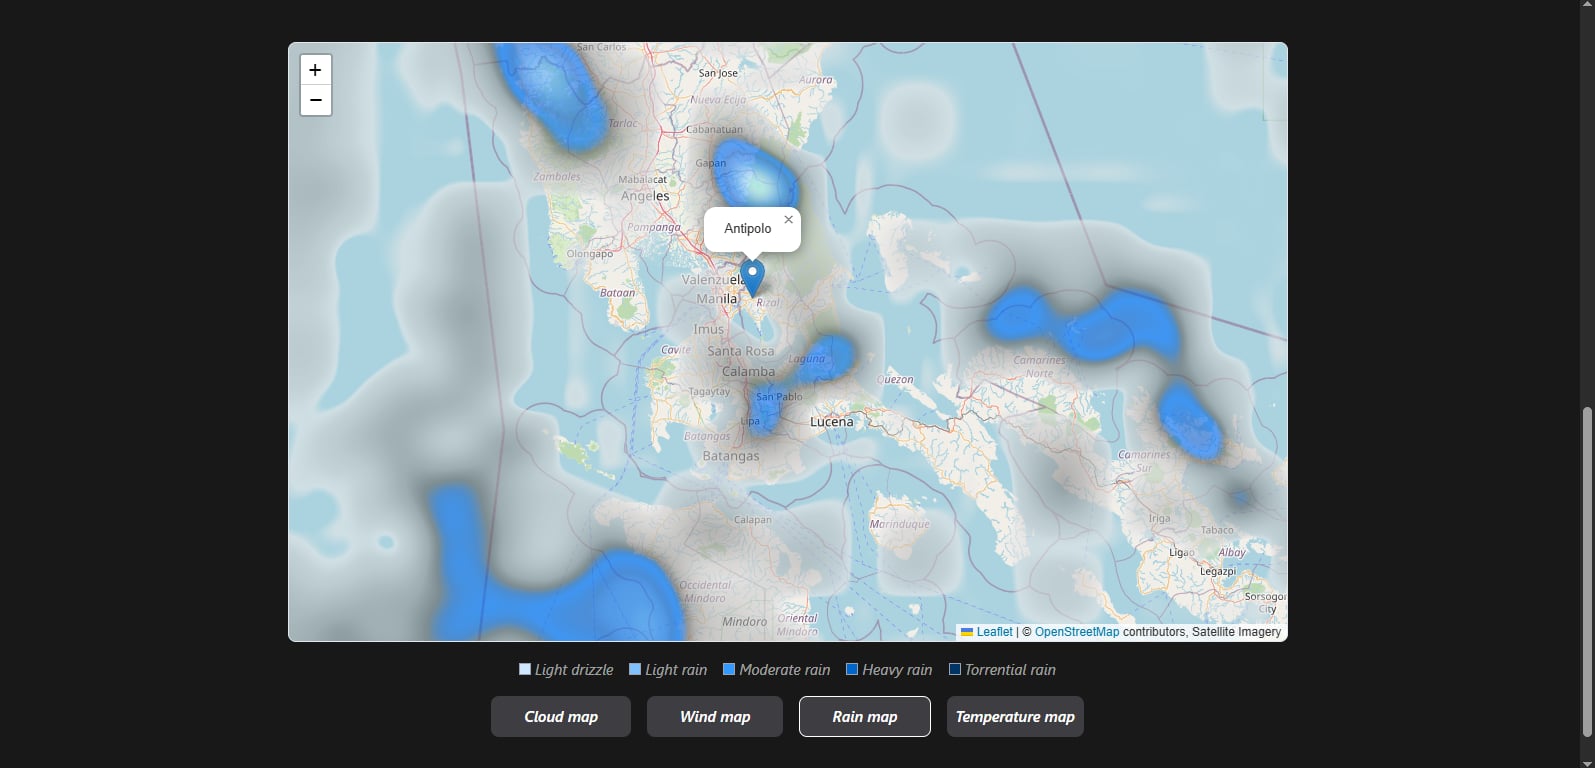 +
−
San Carlos
San Jose
Aurora
Nueva Ecija
Tarlac
Cabanatuan
Gapan
Zambales
Mabalacat
Angeles
Pampanga
Antipolo
×
Olongapo
Valenzuela
Bataan
Manila
Rizal
Imus
Cavite
Santa Rosa
Laguna
Calamba
Camarines
Norte
Quezon
Tagaytay
San Pablo
Lipa
Lucena
Batangas
Batangas
Camarines
Sur
Calapan
Marinduque
Iriga
Tabaco
Ligao
Albay
Legazpi
Occidental
Mindoro
Sorsogon
City
Mindoro
Oriental
Mindoro
Leaflet | © OpenStreetMap contributors, Satellite Imagery
Light drizzle Light rain Moderate rain Heavy rain Torrential rain
Cloud map Wind map Rain map Temperature map